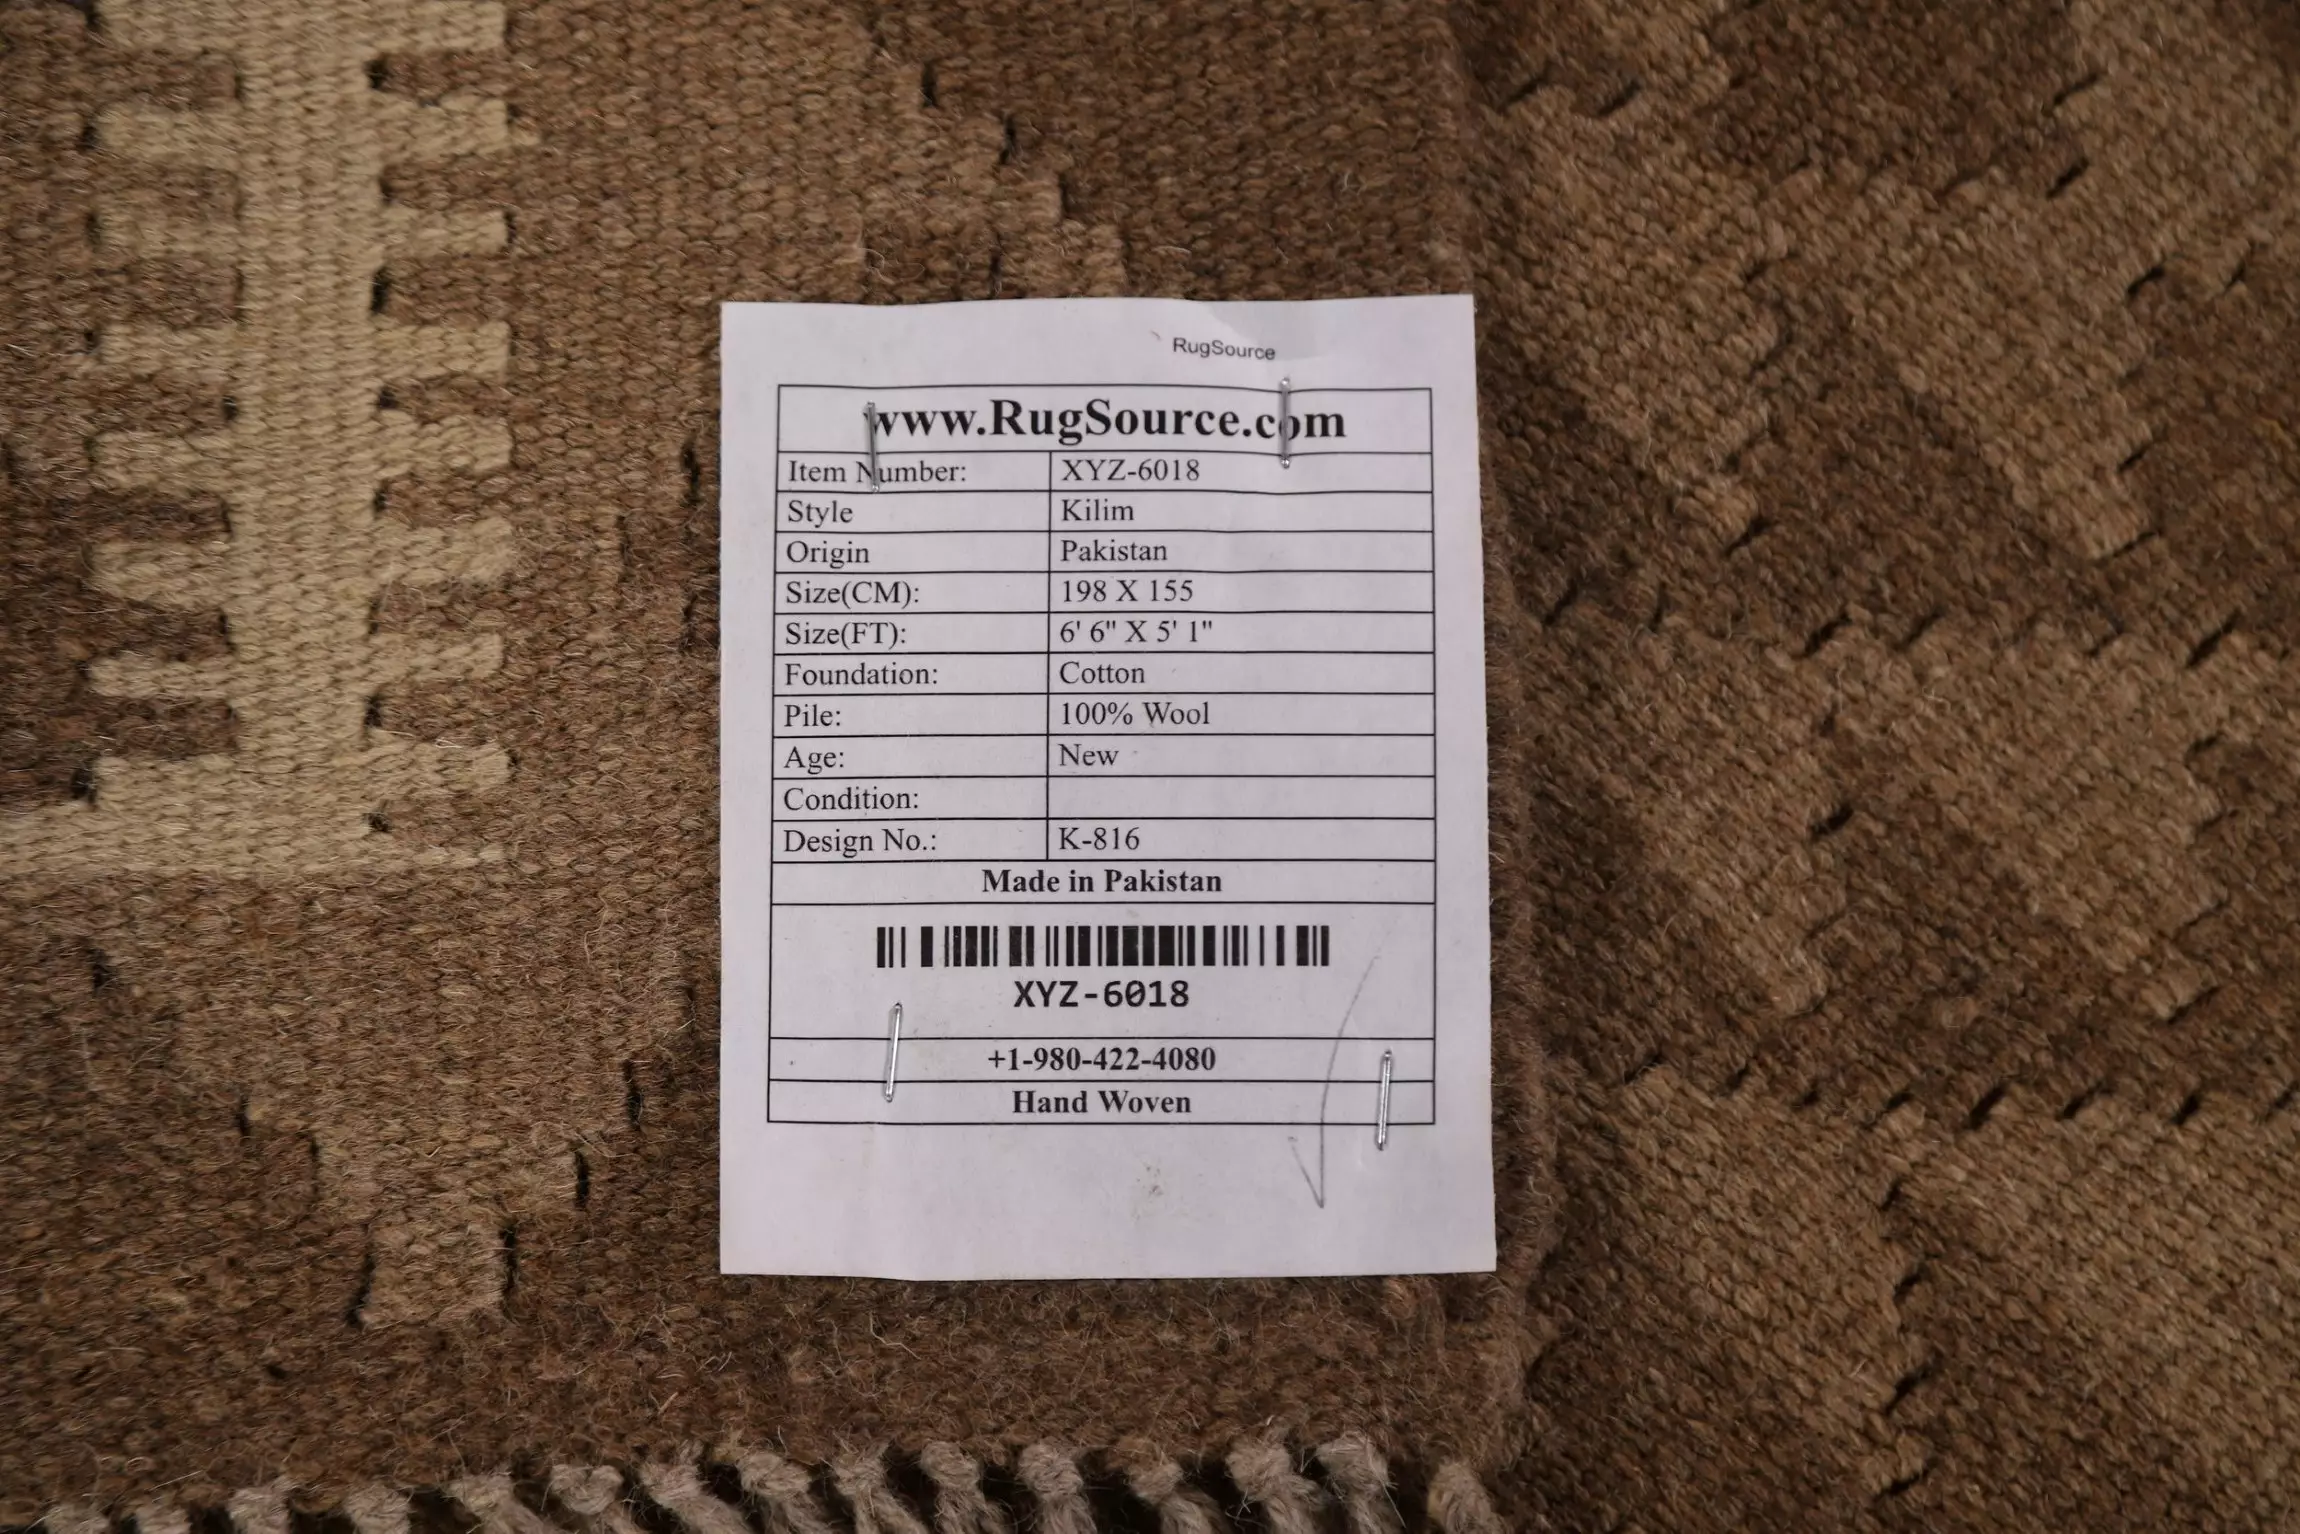 RugSource
www.RugSource.com
Item Number: XYZ-6018
Style Kilim
Origin Pakistan
Size(CM): 198 X 155
Size(FT): 6' 6" X 5' 1"
Foundation: Cotton
Pile: 100% Wool
Age: New
Condition:
Design No.: K-816
Made in Pakistan
XYZ-6018
+1-980-422-4080
Hand Woven